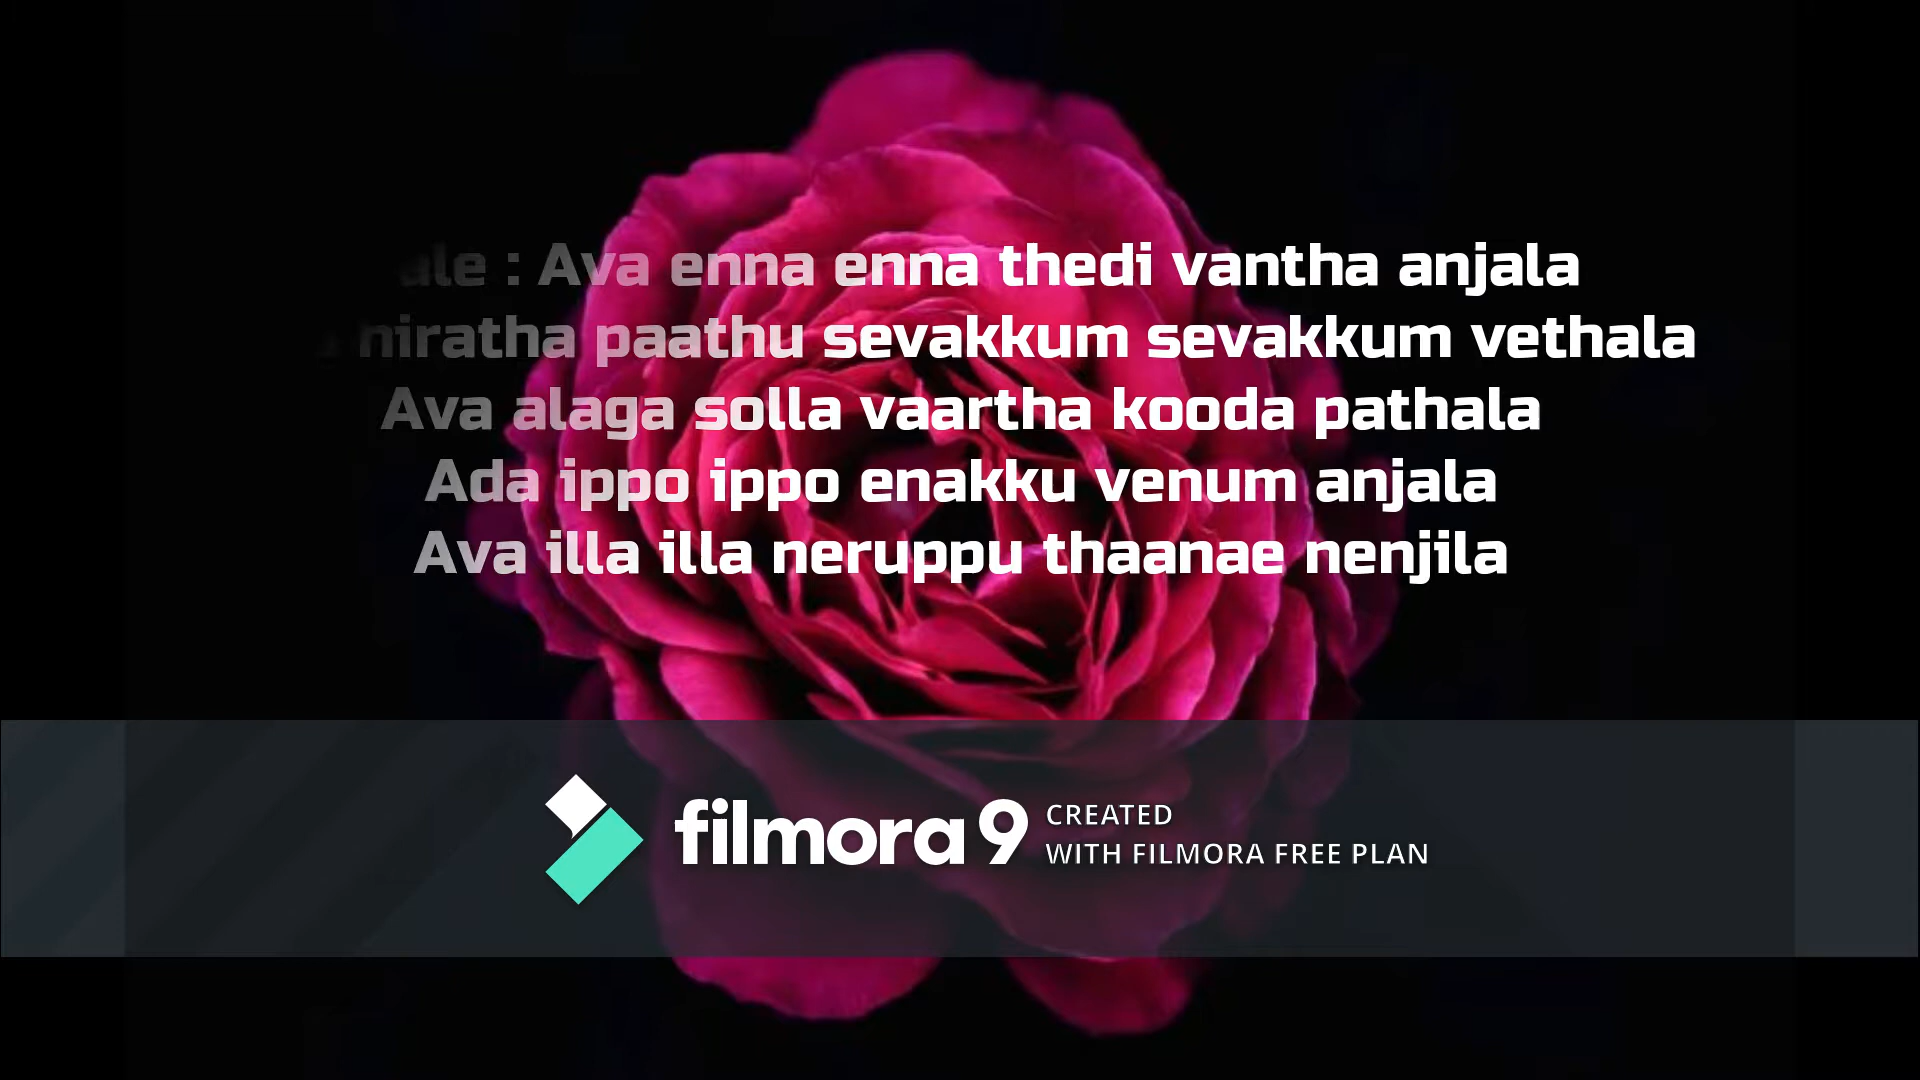 ale : Ava enna enna thedi vantha anjala
niratha paathu sevakkum sevakkum vethala
Ava alaga solla vaartha kooda pathala
Ada ippo ippo enakku venum anjala
Ava illa illa neruppu thaanae nenjila
filmora 9 CREATED
WITH FILMORA FREE PLAN